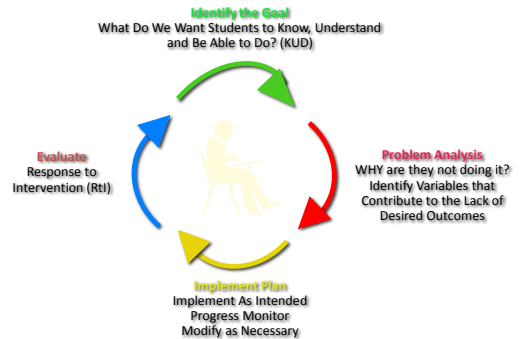 Identify the Goal
What Do We Want Students to Know, Understand
and Be Able to Do? (KUD)
Problem Analysis
WHY are they not doing it?
Identify Variables that
Contribute to the Lack of
Desired Outcomes
Implement Plan
Implement As Intended
Progress Monitor
Modify as Necessary
Evaluate
Response to
Intervention (RtI)